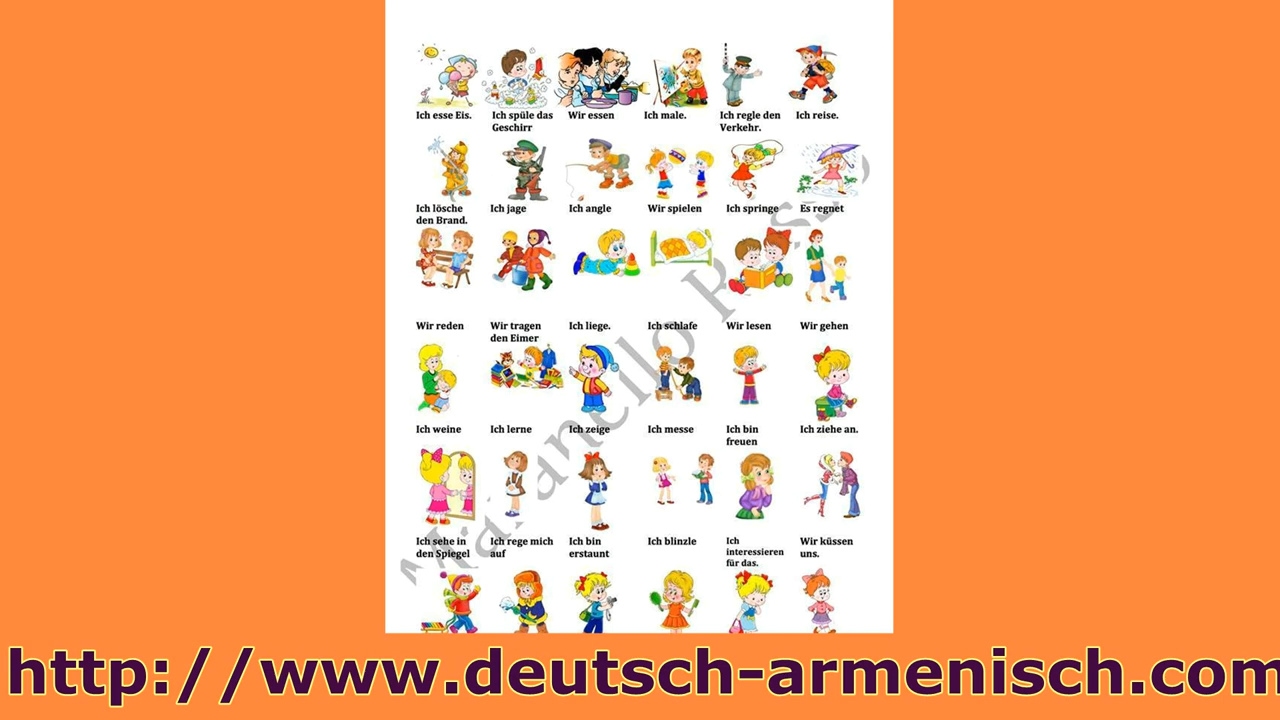 Ich esse Eis.
Ich spüle das
Geschirr
Wir essen
Ich male.
Ich regle den
Verkehr.
Ich reise.
Ich lösche
den Brand.
Ich jage
Ich angle
Wir spielen
Ich springe
Es regnet
Wir reden
Wir tragen
den Eimer
Ich liege.
Ich schlafe
Wir lesen
Wir gehen
Ich weine
Ich lerne
Ich zeige
Ich messe
Ich bin
freuen
Ich ziehe an.
Ich sehe in
den Spiegel
Ich rege mich
auf
Ich bin
erstaunt
Ich blinzle
Ich
interessieren
für das.
Wir küssen
uns.
http://www.deutsch-armenisch.com